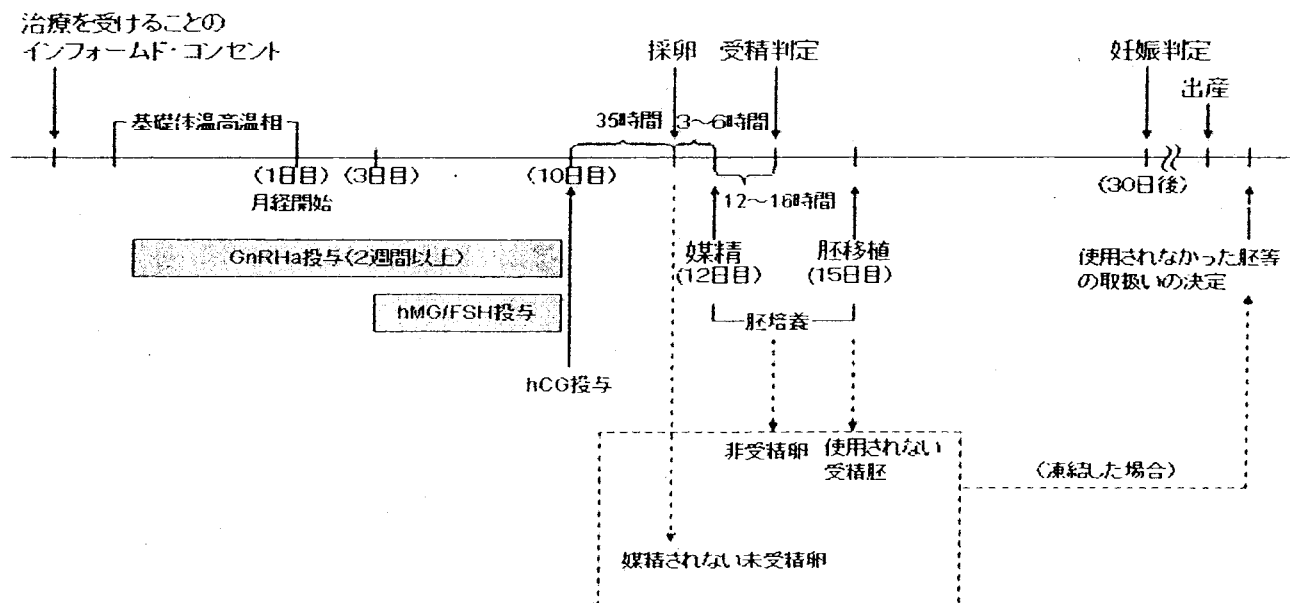 治療を受けることの
インフォームド・コンセント
採卵
受精判定
妊娠判定
出産
基礎体温高温相
35時間
3～6時間
(1日目)
月経開始
(3日目)
(10日目)
12～16時間
(30日後)
GnRHa投与(2週間以上)
媒精
(12日目)
胚移植
(15日目)
使用されなかった胚等
の取扱いの決定
hMG/FSH投与
胚培養
hCG投与
非受精卵
使用されない
受精胚
(凍結した場合)
媒精されない未受精卵